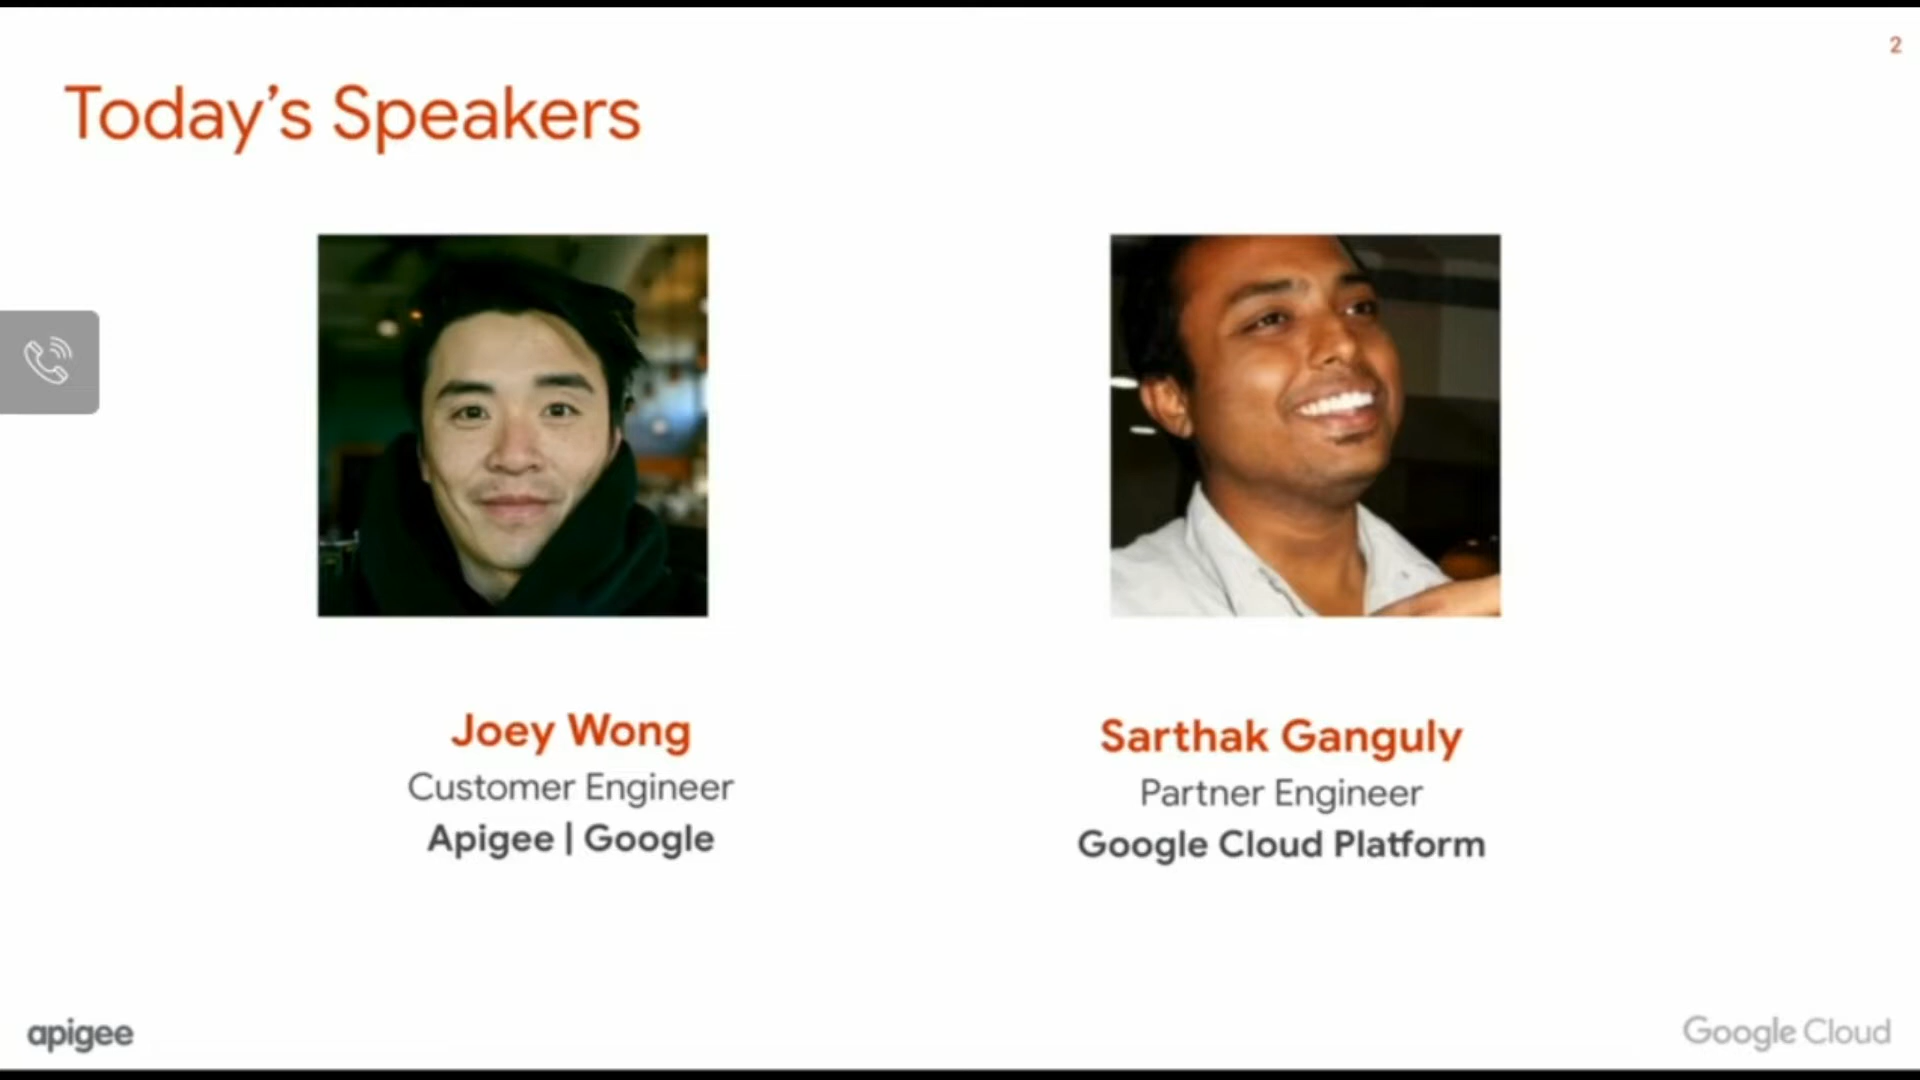 2
Today's Speakers
Joey Wong
Customer Engineer
Apigee | Google
Sarthak Ganguly
Partner Engineer
Google Cloud Platform
apigee
Google Cloud